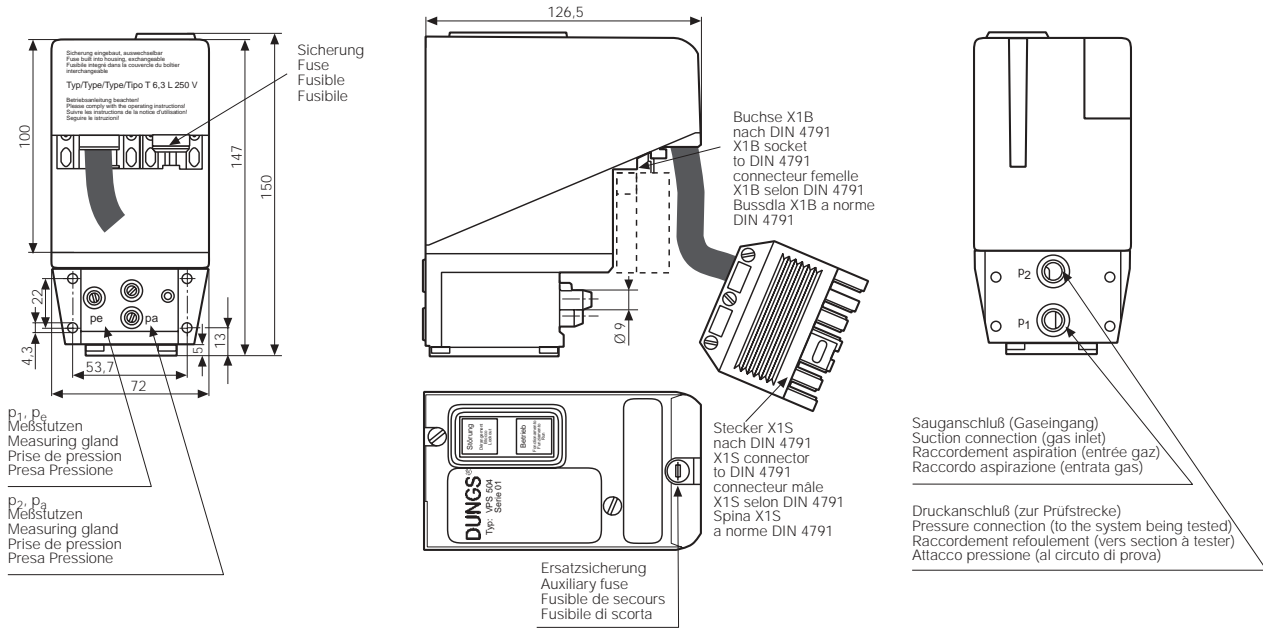 Sicherung eingebaut, auswechselbar
Fuse built into housing, exchangeable
Fusible integré dans la couvercle du boîtier
interchangeable
Typ/Type/Type/Tipo T 6,3 L 250 V
Betriebsanleitung beachten!
Please comply with the operating instructions!
Suivre les instructions de la notice d'utilisation!
Seguire le istruzioni!
Sicherung
Fuse
Fusible
Fusibile
100
147
150
22
4,3
5
13
53,7
72
pe
pa
p1, pe
Meßstutzen
Measuring gland
Prise de pression
Presa Pressione
p2, pa
Meßstutzen
Measuring gland
Prise de pression
Presa Pressione
126,5
Buchse X1B
nach DIN 4791
X1B socket
to DIN 4791
connecteur femelle
X1B selon DIN 4791
Bussdla X1B a norme
DIN 4791
Ø 9
Stecker X1S
nach DIN 4791
X1S connector
to DIN 4791
connecteur mâle
X1S selon DIN 4791
Spina X1S
a norme DIN 4791
Störung
Betrieb
DUNGS®
Typ: VPS 504
Serie 01
Ersatzsicherung
Auxiliary fuse
Fusible de secours
Fusibile di scorta
p2
p1
Sauganschluß (Gaseingang)
Suction connection (gas inlet)
Raccordement aspiration (entrée gaz)
Raccordo aspirazione (entrata gas)
Druckanschluß (zur Prüfstrecke)
Pressure connection (to the system being tested)
Raccordement refoulement (vers section à tester)
Attacco pressione (al circuto di prova)